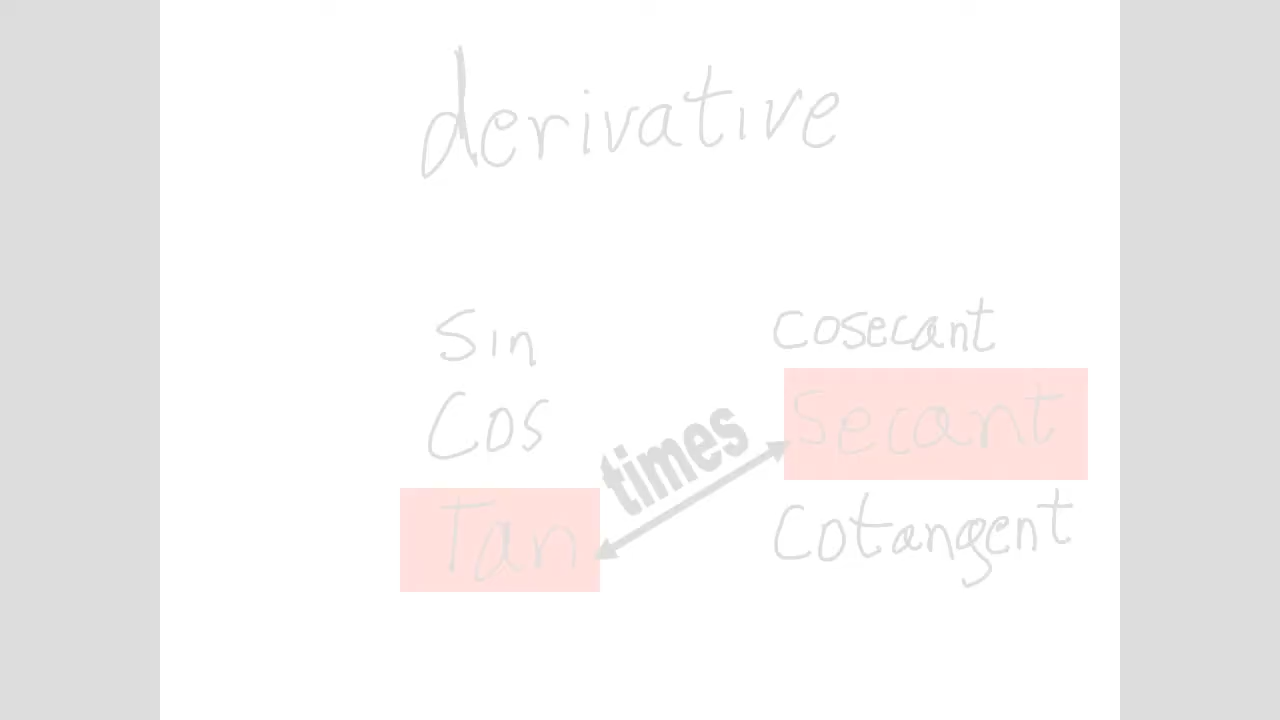 derivative
Sin
cosecant
Cos
times
Secant
Tan
Cotangent